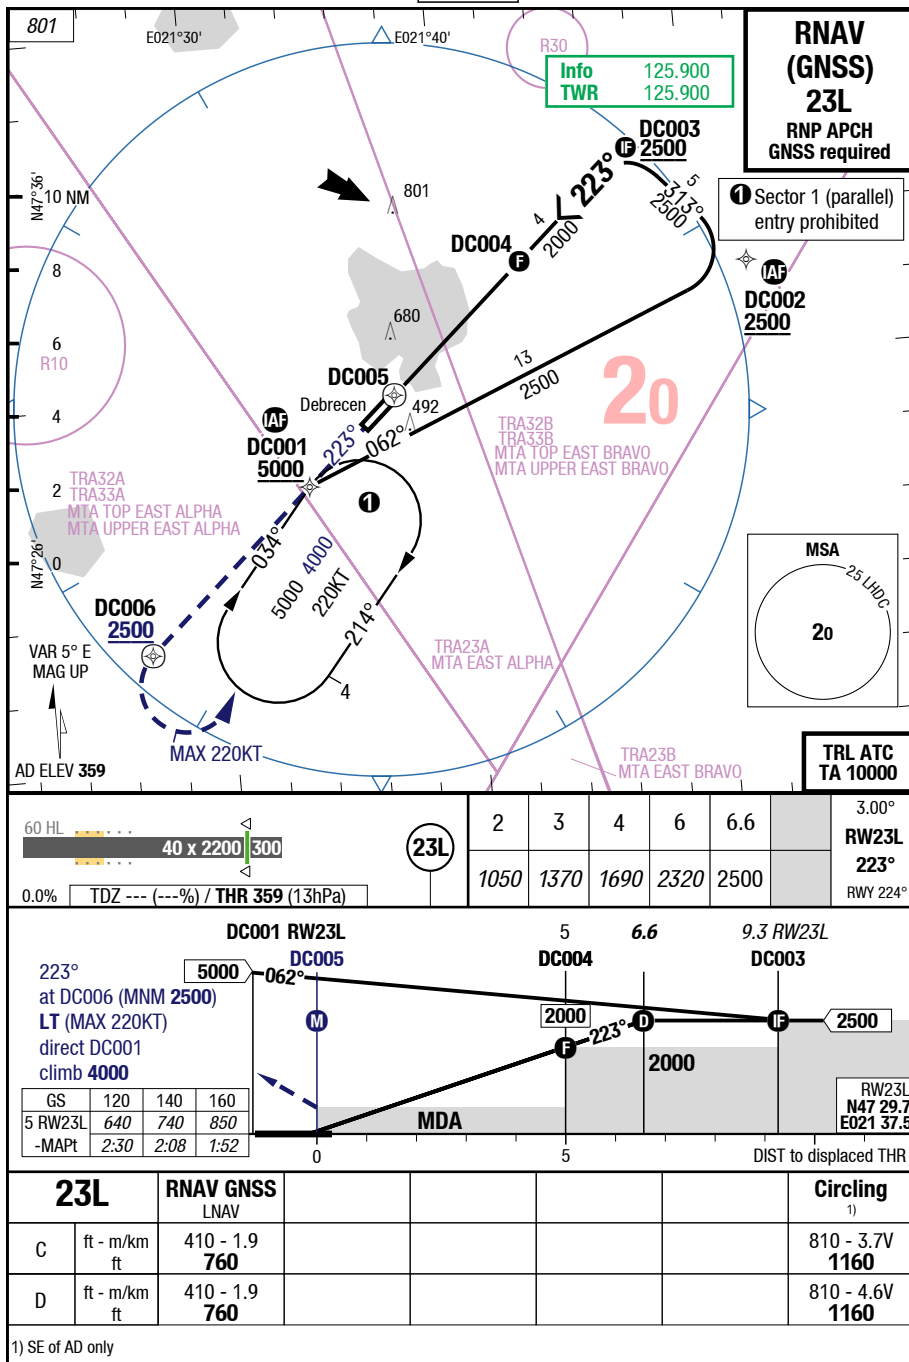 801
E021°30'
E021°40'
R30
Info 125.900
TWR 125.900
RNAV
(GNSS)
23L
RNP APCH
GNSS required
DC003
2500
IF
223°
5
313°
2500
1 Sector 1 (parallel)
entry prohibited
N47°36'
10 NM
801
4
2000
DC004
F
8
IAF
DC002
2500
680
6
R10
13
2500
20
DC005
Debrecen
492
4
IAF
DC001
5000
223°
062°
TRA32B
TRA33B
MTA TOP EAST BRAVO
MTA UPPER EAST BRAVO
TRA32A
TRA33A
MTA TOP EAST ALPHA
MTA UPPER EAST ALPHA
2
1
N47°26'
0
034°
5000 4000
220KT
214°
MSA
25 LHDC
20
DC006
2500
VAR 5° E
MAG UP
TRA23A
MTA EAST ALPHA
4
MAX 220KT
AD ELEV 359
TRA23B
MTA EAST BRAVO
TRL ATC
TA 10000
60 HL
40 x 2200 300
0.0%
TDZ --- (---%) / THR 359 (13hPa)
23L
2 3 4 6 6.6
1050 1370 1690 2320 2500
3.00°
RW23L
223°
RWY 224°
DC001 RW23L
5
6.6
9.3 RW23L
DC005
DC004
DC003
223°
at DC006 (MNM 2500)
LT (MAX 220KT)
direct DC001
climb 4000
5000
062°
M
2000
223°
F
D
IF
2500
2000
MDA
GS 120 140 160
5 RW23L 640 740 850
-MAPt 2:30 2:08 1:52
RW23L
N47 29.7
E021 37.5
0
5
DIST to displaced THR
23L
RNAV GNSS
LNAV
Circling
1)
C
ft - m/km
ft
410 - 1.9
760
810 - 3.7V
1160
D
ft - m/km
ft
410 - 1.9
760
810 - 4.6V
1160
1) SE of AD only